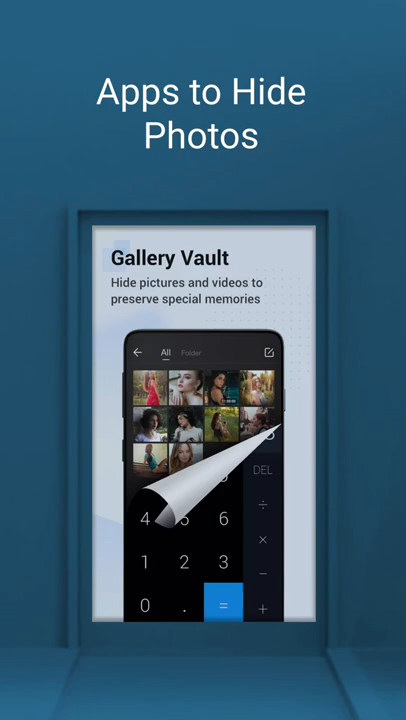 Apps to Hide
Photos
Gallery Vault
Hide pictures and videos to
preserve special memories
All Folder
DEL
4 5 6 ÷
×
1 2 3
−
0 . = +